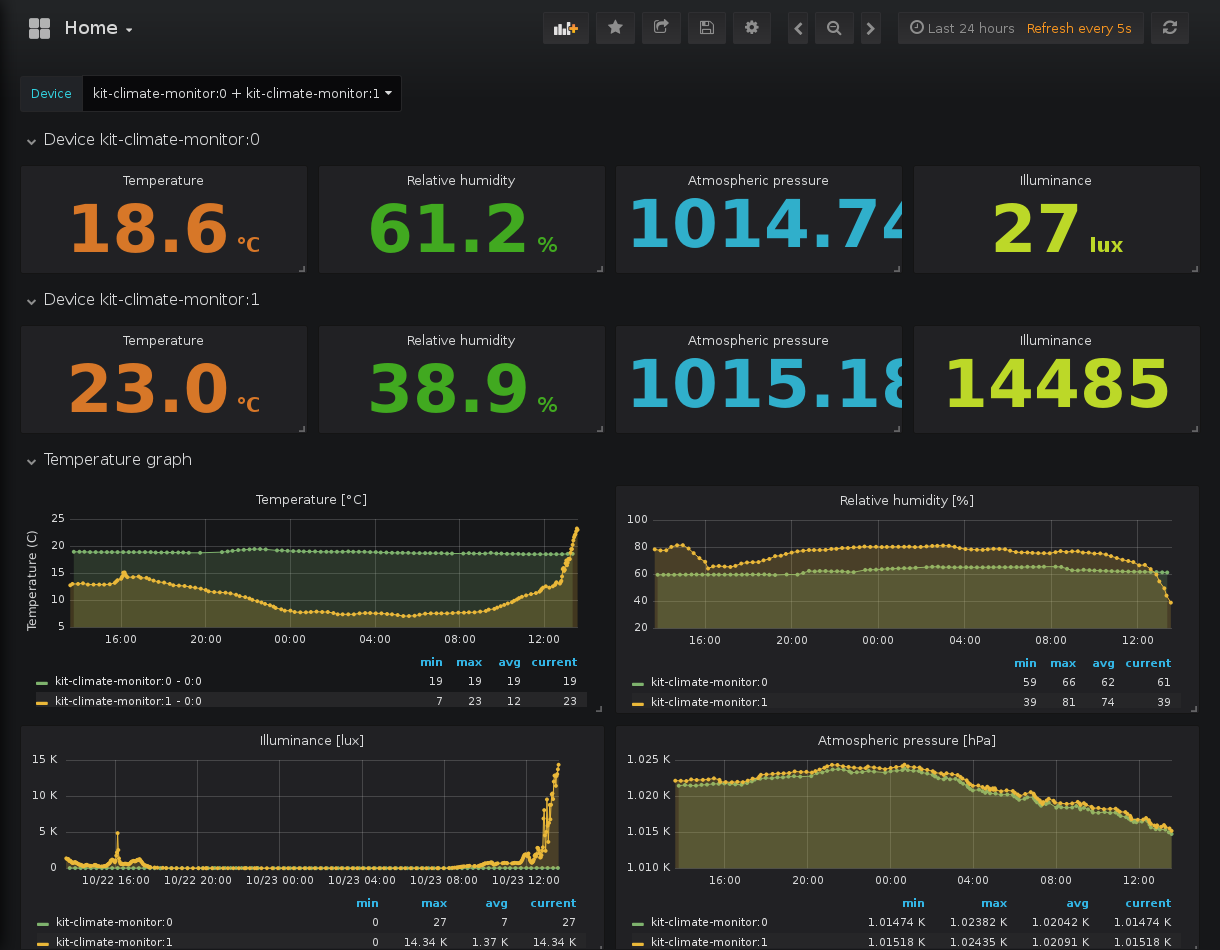 Home
Last 24 hours Refresh every 5s
Device kit-climate-monitor:0 + kit-climate-monitor:1
Device kit-climate-monitor:0
Temperature Relative humidity Atmospheric pressure Illuminance
18.6 °C 61.2 % 1014.74 27 lux
Device kit-climate-monitor:1
Temperature Relative humidity Atmospheric pressure Illuminance
23.0 °C 38.9 % 1015.18 14485
Temperature graph
Temperature [°C]
Temperature (C)
25
20
15
10
5
16:00 20:00 00:00 04:00 08:00 12:00
min max avg current
kit-climate-monitor:0 - 0:0 19 19 19 19
kit-climate-monitor:1 - 0:0 7 23 12 23
Relative humidity [%]
100
80
60
40
20
16:00 20:00 00:00 04:00 08:00 12:00
min max avg current
kit-climate-monitor:0 59 66 62 61
kit-climate-monitor:1 39 81 74 39
Illuminance [lux]
15 K
10 K
5 K
0
10/22 16:00 10/22 20:00 10/23 00:00 10/23 04:00 10/23 08:00 10/23 12:00
min max avg current
kit-climate-monitor:0 0 27 7 27
kit-climate-monitor:1 0 14.34 K 1.37 K 14.34 K
Atmospheric pressure [hPa]
1.025 K
1.020 K
1.015 K
1.010 K
16:00 20:00 00:00 04:00 08:00 12:00
min max avg current
kit-climate-monitor:0 1.01474 K 1.02382 K 1.02042 K 1.01474 K
kit-climate-monitor:1 1.01518 K 1.02435 K 1.02091 K 1.01518 K